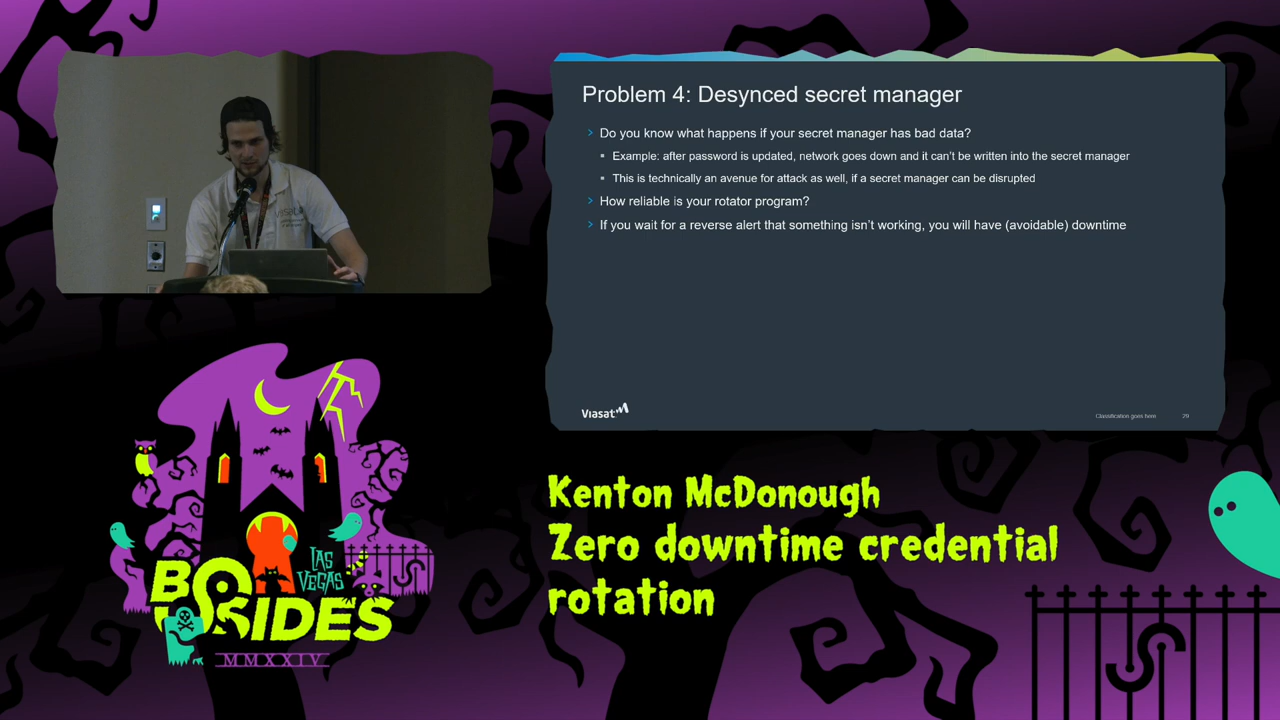 Problem 4: Desynced secret manager
Do you know what happens if your secret manager has bad data?
Example: after password is updated, network goes down and it can't be written into the secret manager
This is technically an avenue for attack as well, if a secret manager can be disrupted
How reliable is your rotator program?
If you wait for a reverse alert that something isn't working, you will have (avoidable) downtime
Viasat
Classification goes here
29
Kenton McDonough
Zero downtime credential
rotation
LAS
VEGAS
BSIDES
MMXXIV